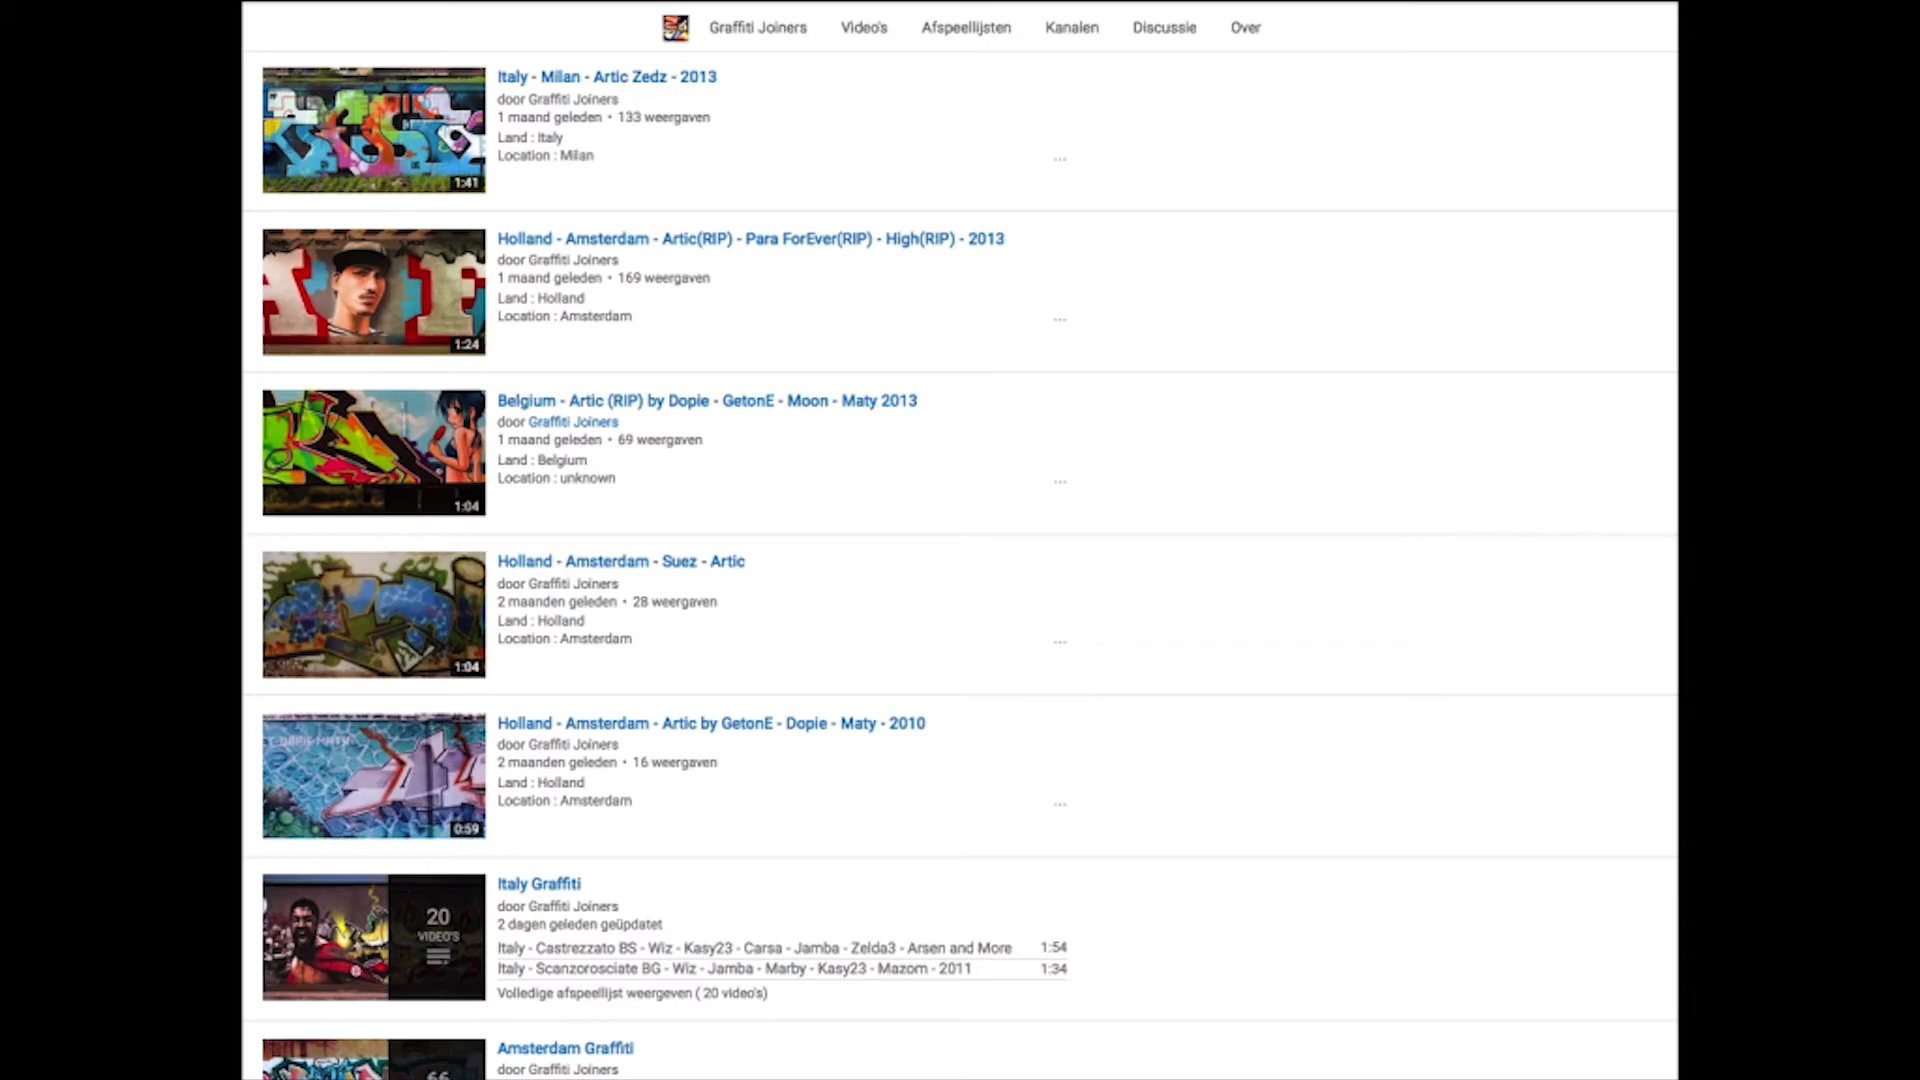 Graffiti Joiners Video's Afspeellijsten Kanalen Discussie Over
Italy - Milan - Artic Zedz - 2013
door Graffiti Joiners
1 maand geleden • 133 weergaven
Land : Italy
Location : Milan
...
1:41
Holland - Amsterdam - Artic(RIP) - Para ForEver(RIP) - High(RIP) - 2013
door Graffiti Joiners
1 maand geleden • 169 weergaven
Land : Holland
Location : Amsterdam
...
1:24
Belgium - Artic (RIP) by Dopie - GetonE - Moon - Maty 2013
door Graffiti Joiners
1 maand geleden • 69 weergaven
Land : Belgium
Location : unknown
...
1:04
Holland - Amsterdam - Suez - Artic
door Graffiti Joiners
2 maanden geleden • 28 weergaven
Land : Holland
Location : Amsterdam
...
1:04
Holland - Amsterdam - Artic by GetonE - Dopie - Maty - 2010
door Graffiti Joiners
2 maanden geleden • 16 weergaven
Land : Holland
Location : Amsterdam
...
0:59
Italy Graffiti
door Graffiti Joiners
2 dagen geleden geüpdatet
20
VIDEO'S
Italy - Castrezzato BS - Wiz - Kasy23 - Carsa - Jamba - Zelda3 - Arsen and More 1:54
Italy - Scanzorosciate BG - Wiz - Jamba - Marby - Kasy23 - Mazom - 2011 1:34
Volledige afspeellijst weergeven ( 20 video's)
Amsterdam Graffiti
door Graffiti Joiners
66